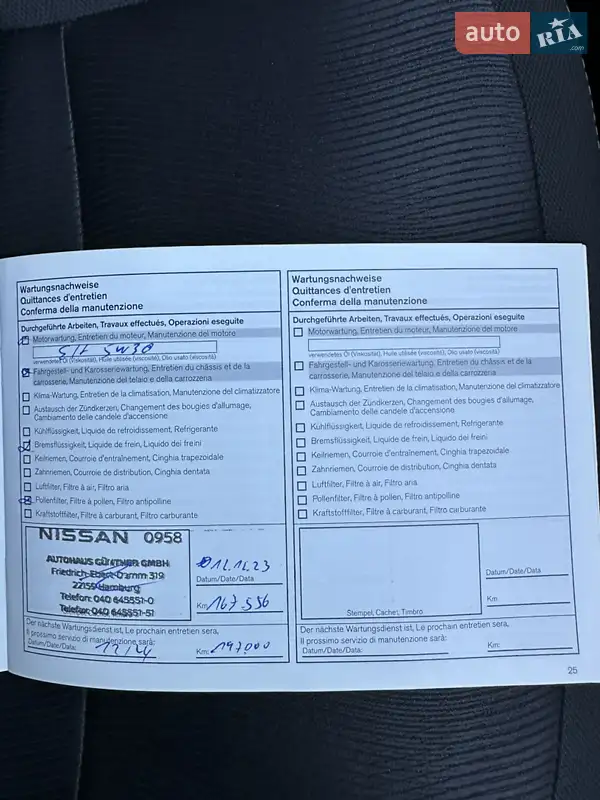 auto RIA .com
Wartungsnachweise
Quittances d'entretien
Conferma della manutenzione
Durchgeführte Arbeiten, Travaux effectués, Operazioni eseguite
Motorwartung, Entretien du moteur, Manutenzione del motore
5W30
verwendetes Öl (Viskosität), Huile utilisée (viscosité), Olio usato (viscosità)
Fahrgestell- und Karosseriewartung, Entretien du châssis et de la
carrosserie, Manutenzione del telaio e della carrozzeria
Klima-Wartung, Entretien de la climatisation, Manutenzione del climatizzatore
Austausch der Zündkerzen, Changement des bougies d'allumage,
Cambiamento delle candele d'accensione
Kühlflüssigkeit, Liquide de refroidissement, Refrigerante
Bremsflüssigkeit, Liquide de frein, Liquido dei freini
Keilriemen, Courroie d'entraînement, Cinghia trapezoidale
Zahnriemen, Courroie de distribution, Cinghia dentata
Luftfilter, Filtre à air, Filtro aria
Pollenfilter, Filtre à pollen, Filtro antipolline
Kraftstofffilter, Filtre à carburant, Filtro carburante
NISSAN 0958
AUTOHAUS GÜNTHER GMBH
Friedrich-Ebert-Damm 319
22159 Hamburg
Telefon: 040 645551-0
Telefax: 040 645551-51
12.12.23
Datum/Date/Data
Km: 167.556
Der nächste Wartungsdienst ist, Le prochain entretien sera,
Il prossimo servizio di manutenzione sarà:
Datum/Date/Data: 12/24 Km: 197.000
Wartungsnachweise
Quittances d'entretien
Conferma della manutenzione
Durchgeführte Arbeiten, Travaux effectués, Operazioni eseguite
Motorwartung, Entretien du moteur, Manutenzione del motore
verwendetes Öl (Viskosität), Huile utilisée (viscosité), Olio usato (viscosità)
Fahrgestell- und Karosseriewartung, Entretien du châssis et de la
carrosserie, Manutenzione del telaio e della carrozzeria
Klima-Wartung, Entretien de la climatisation, Manutenzione del climatizzatore
Austausch der Zündkerzen, Changement des bougies d'allumage,
Cambiamento delle candele d'accensione
Kühlflüssigkeit, Liquide de refroidissement, Refrigerante
Bremsflüssigkeit, Liquide de frein, Liquido dei freini
Keilriemen, Courroie d'entraînement, Cinghia trapezoidale
Zahnriemen, Courroie de distribution, Cinghia dentata
Luftfilter, Filtre à air, Filtro aria
Pollenfilter, Filtre à pollen, Filtro antipolline
Kraftstofffilter, Filtre à carburant, Filtro carburante
Datum/Date/Data
Km:
Stempel, Cachet, Timbro
Der nächste Wartungsdienst ist, Le prochain entretien sera,
Il prossimo servizio di manutenzione sarà:
Datum/Date/Data: Km:
25